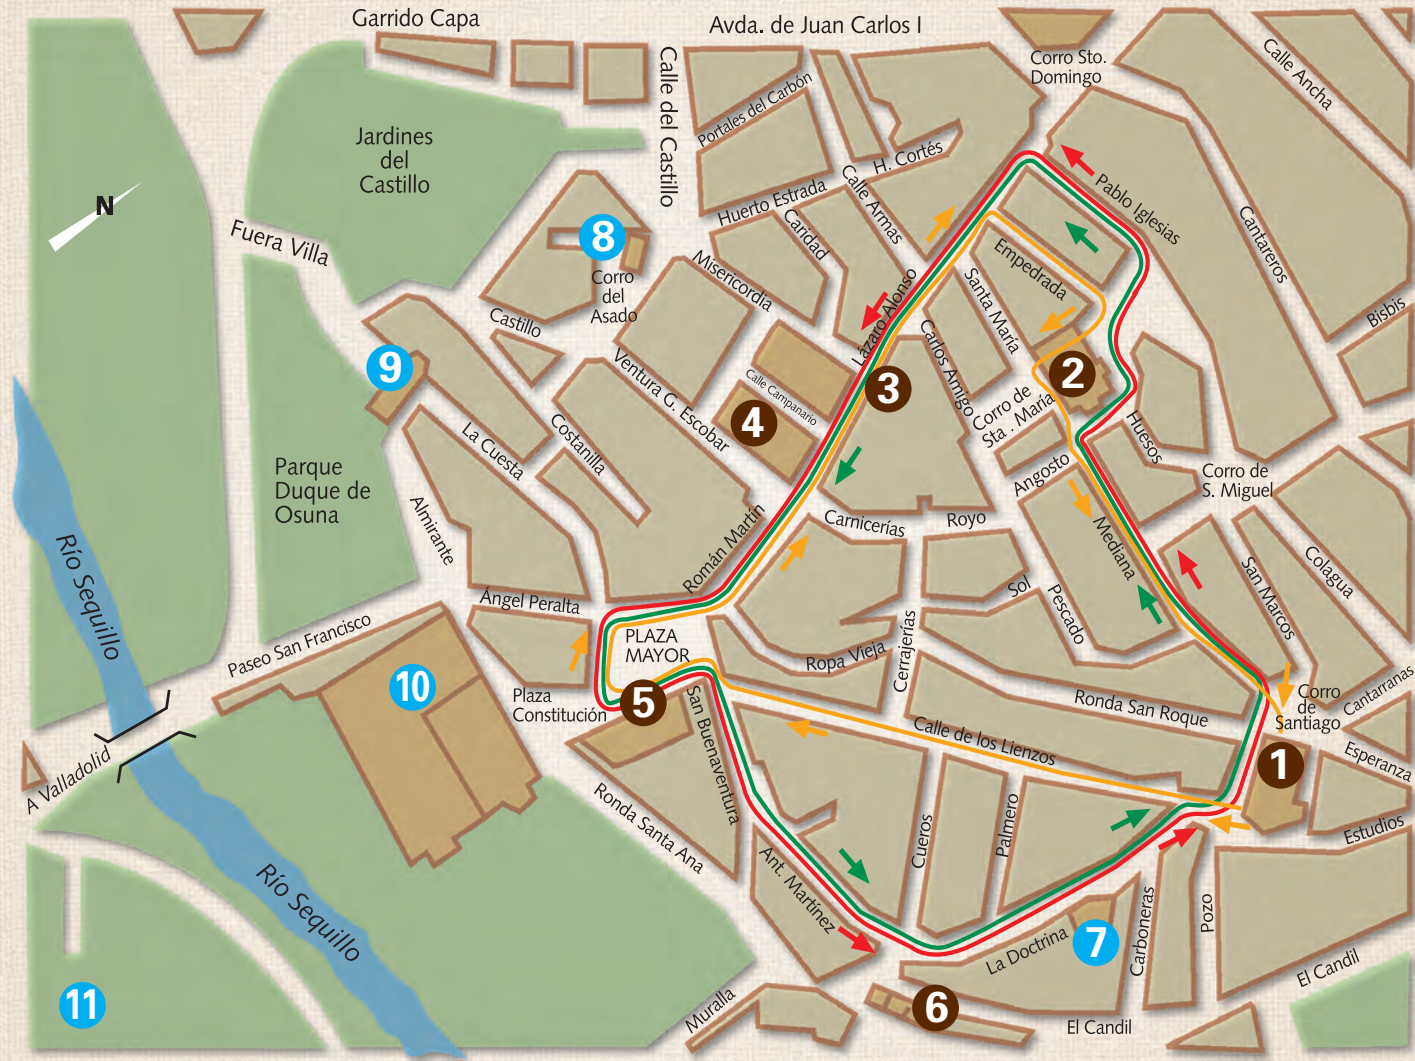 Garrido Capa
Avda. de Juan Carlos I
Corro Sto.
Domingo
Calle Ancha
Calle del Castillo
Portales del Carbón
Jardines
del
Castillo
H. Cortés
Calle Armas
Huerto Estrada
Caridad
Pablo Iglesias
Cantareros
N
Fuera Villa
8
Corro
del
Asado
Misericordia
Empedrada
Santa María
Lázaro Alonso
Bisbis
Castillo
Carlos Amigo
9
Ventura G. Escobar
Calle Campanario
3
2
4
Corro de
Sta. María
Huesos
La Cuesta
Costanilla
Angosto
Corro de
S. Miguel
Parque
Duque de
Osuna
Almirante
Román Martín
Carnicerías
Royo
Mediana
San Marcos
Colagua
Río Sequillo
Ángel Peralta
Sol
Pescado
Paseo San Francisco
PLAZA
MAYOR
Ropa Vieja
Cerrajerías
10
Plaza
Constitución
5
San Buenaventura
Ronda San Roque
Corro
de
Santiago
Cantarranas
Calle de los Lienzos
1
Esperanza
A Valladolid
Ronda Santa Ana
Cueros
Palmero
Estudios
Río Sequillo
Ant. Martínez
La Doctrina
7
Carboneras
Pozo
El Candil
11
Muralla
6
El Candil